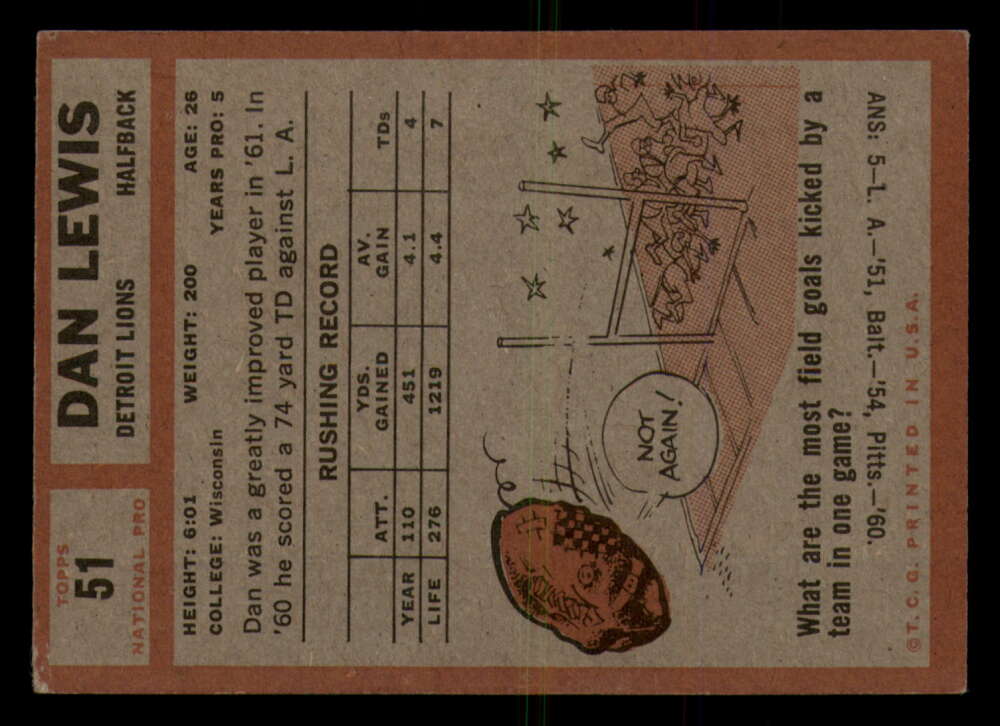 TOPPS
51
NATIONAL PRO
DAN LEWIS
DETROIT LIONS HALFBACK
HEIGHT: 6:01 WEIGHT: 200 AGE: 26
COLLEGE: Wisconsin YEARS PRO: 5
Dan was a greatly improved player in '61. In
'60 he scored a 74 yard TD against L. A.
RUSHING RECORD
ATT. YDS. GAINED AV. GAIN TDs
YEAR 110 451 4.1 4
LIFE 276 1219 4.4 7
NOT
AGAIN!
What are the most field goals kicked by a
team in one game?
ANS: 5-L. A.-'51, Balt.-'54, Pitts.-'60.
©T. C. G. PRINTED IN U.S.A.